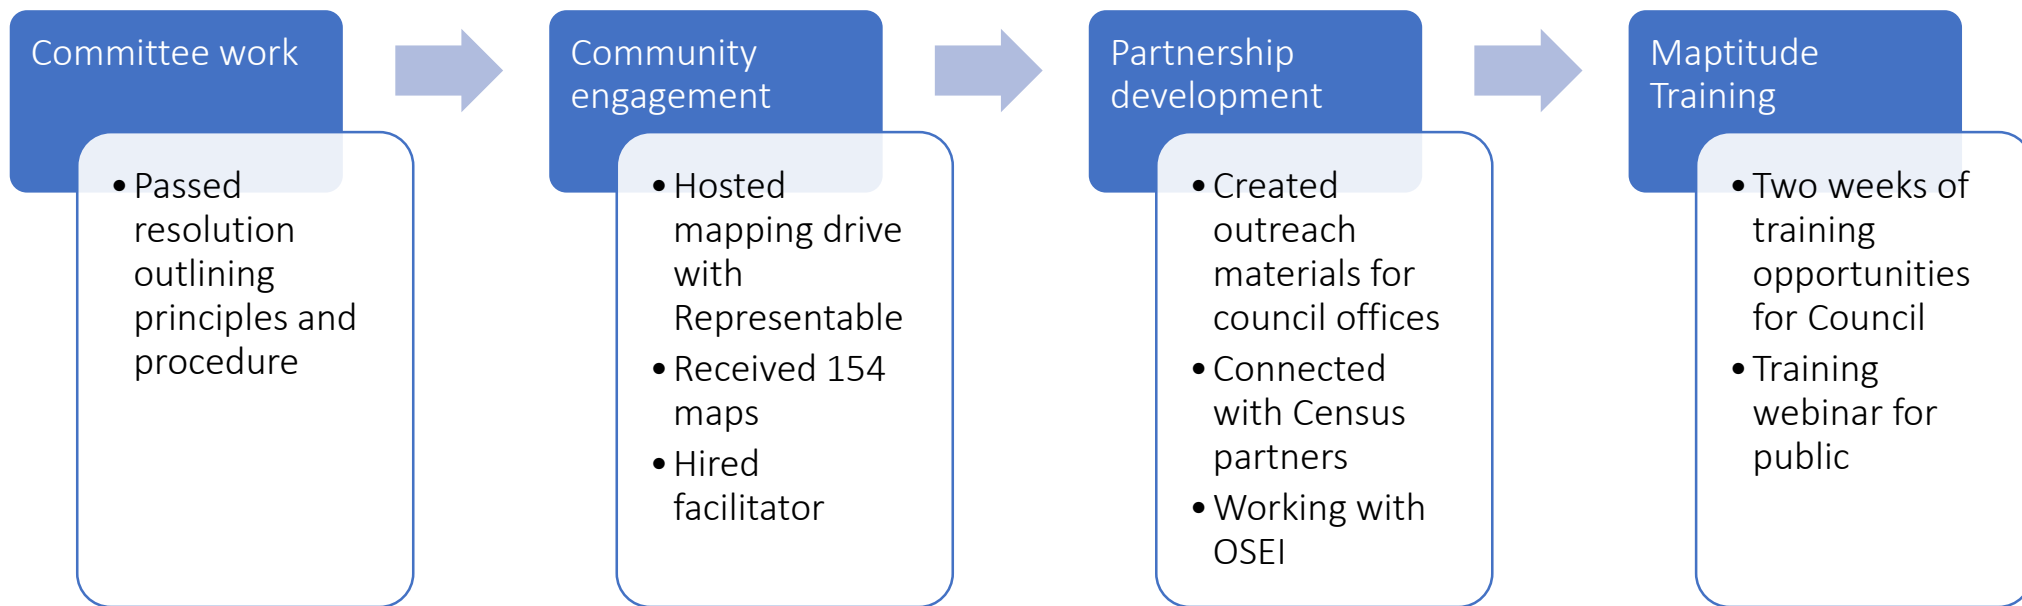 Committee work
• Passed
resolution
outlining
principles and
procedure
Community
engagement
• Hosted
mapping drive
with
Representable
• Received 154
maps
• Hired
facilitator
Partnership
development
• Created
outreach
materials for
council offices
• Connected
with Census
partners
• Working with
OSEI
Maptitude
Training
• Two weeks of
training
opportunities
for Council
• Training
webinar for
public